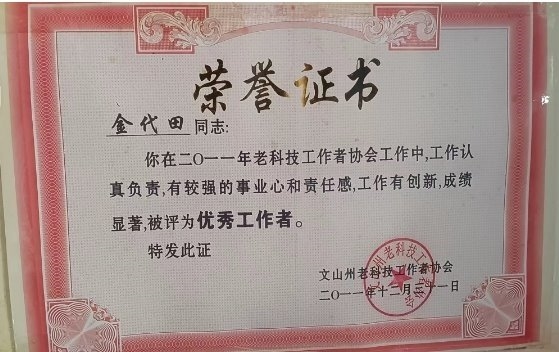 荣誉证书
金代田同志:
你在二〇一一年老科技工作者协会工作中,工作认
真负责,有较强的事业心和责任感,工作有创新,成绩
显著,被评为优秀工作者。
特发此证
文山州老科技工作者协会
二〇一一年十二月三十一日